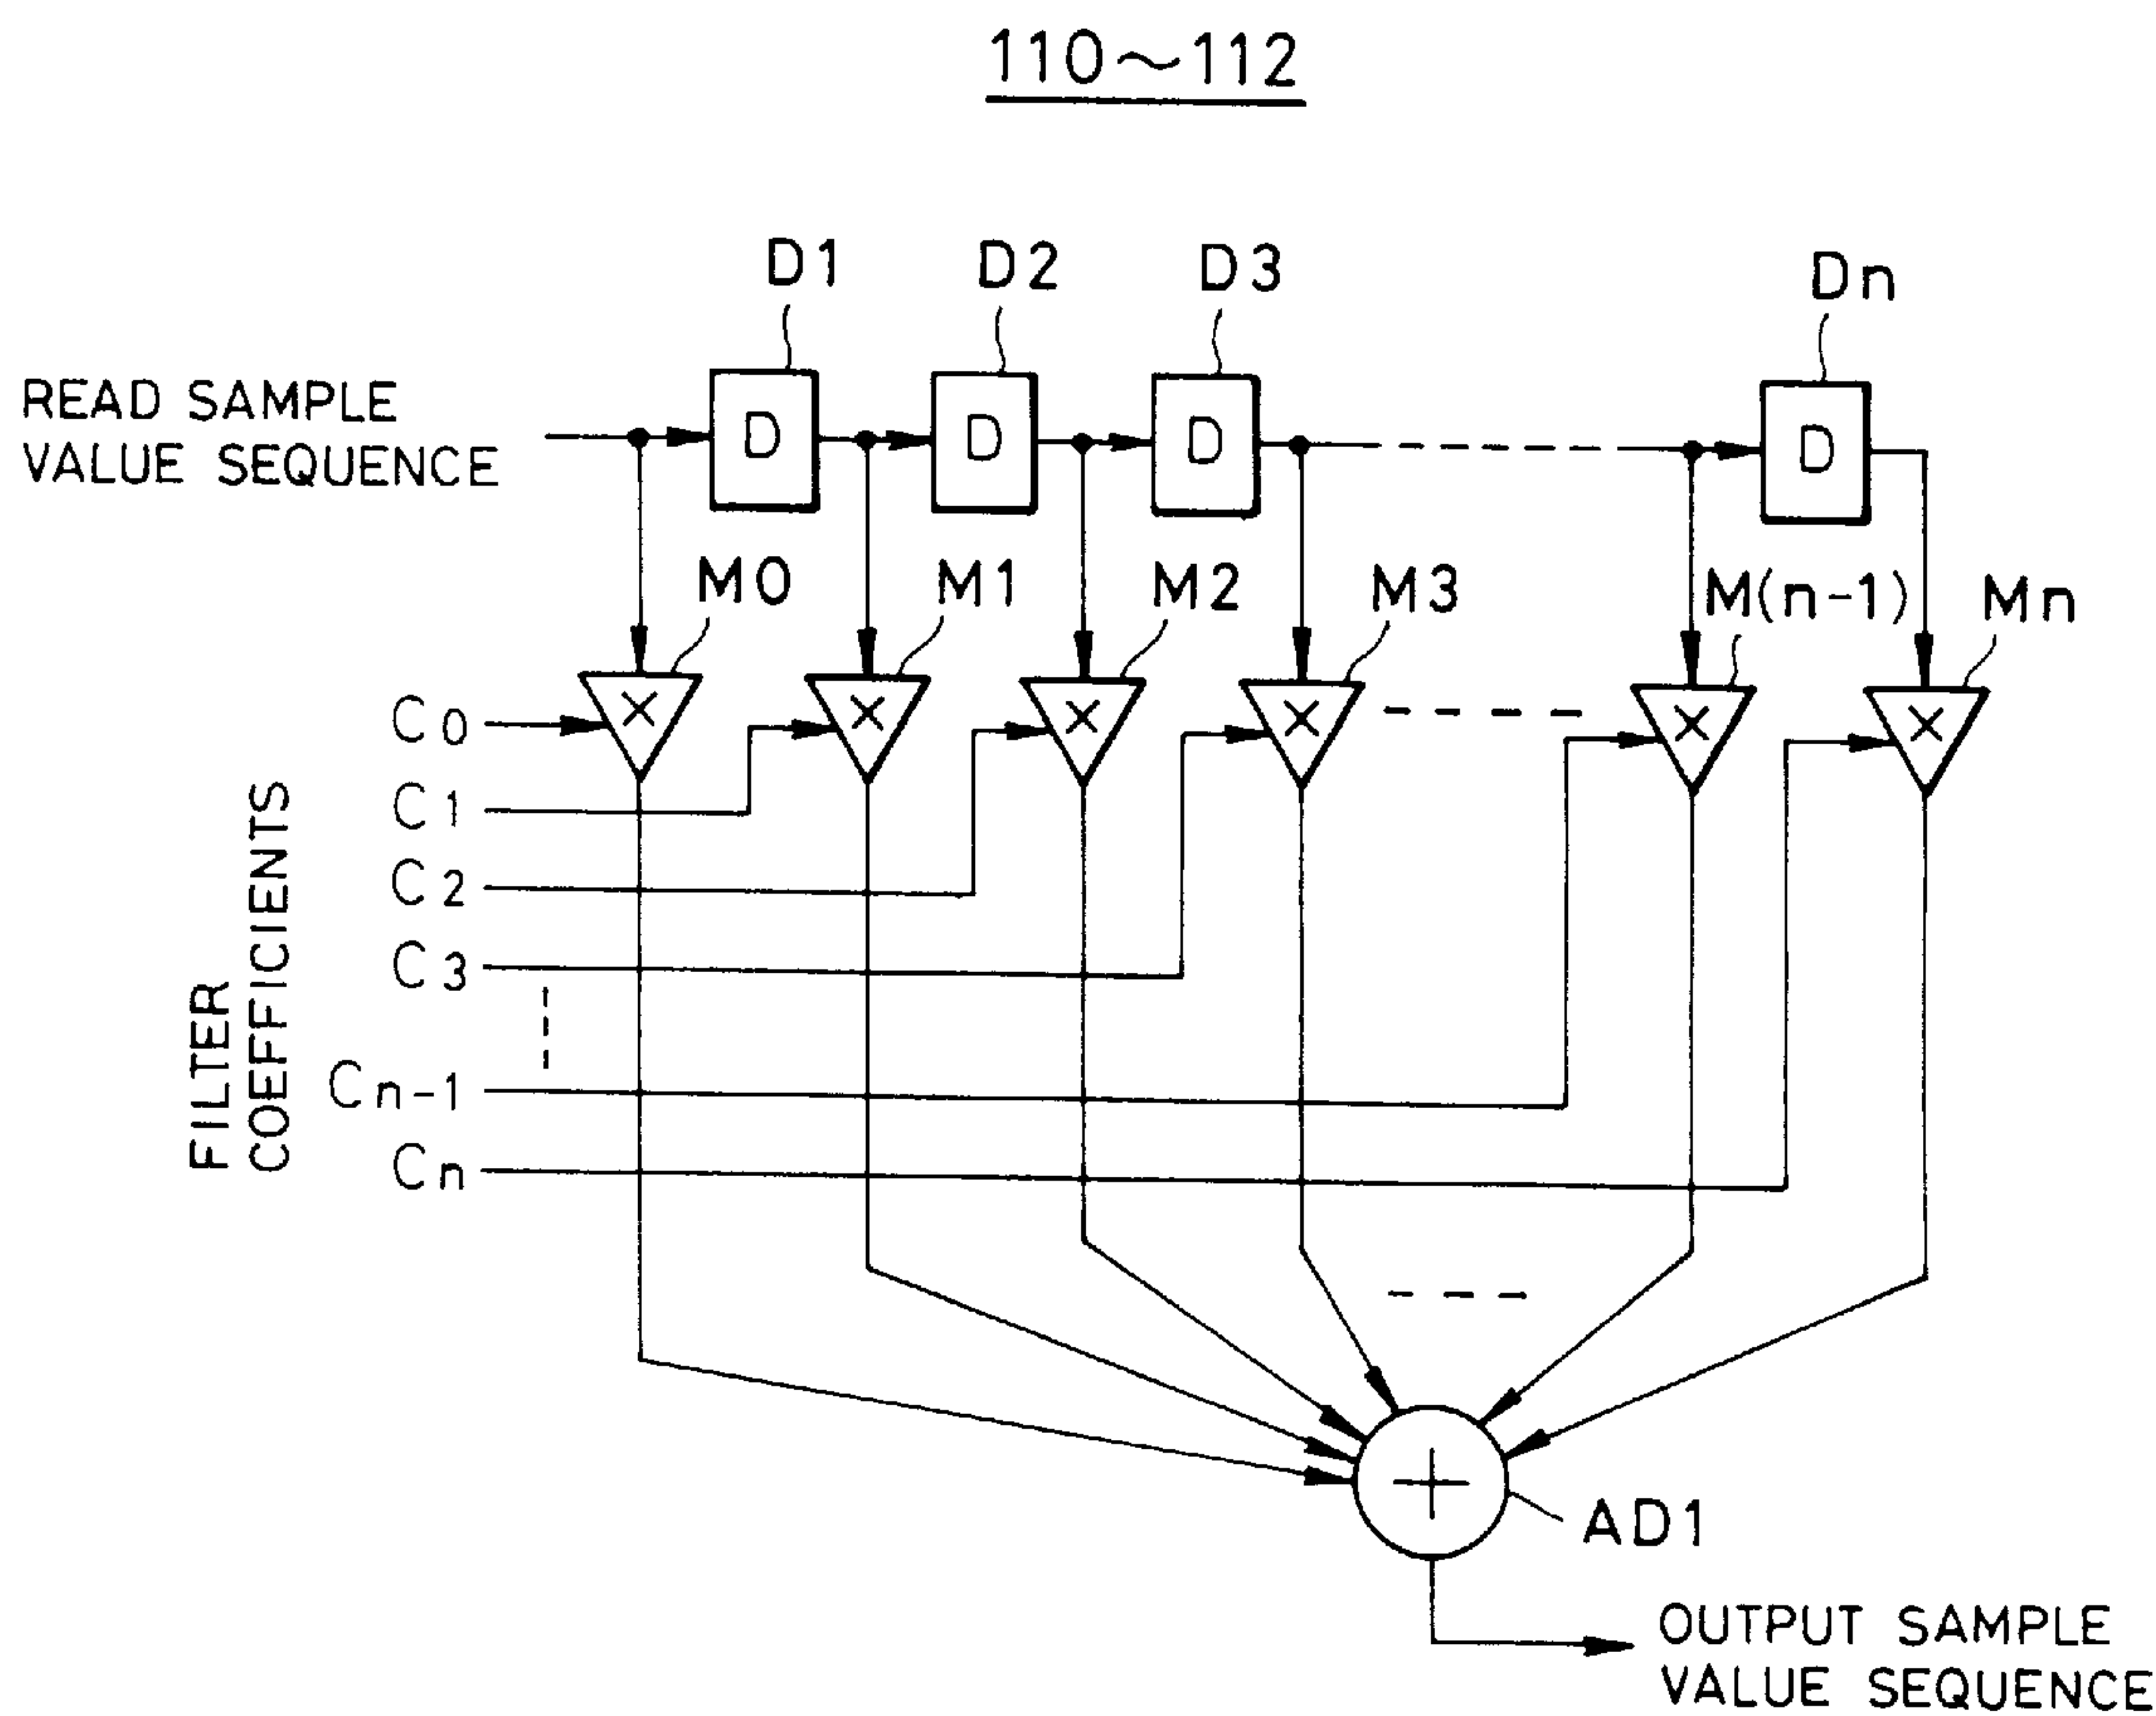 110~112
D1
D2
D3
Dn
READ SAMPLE
VALUE SEQUENCE
D
D
D
D
M0
M1
M2
M3
M(n-1)
Mn
C0
×
×
×
×
×
×
C1
C2
C3
Cn-1
Cn
FILTER
COEFFICIENTS
+
AD1
OUTPUT SAMPLE
VALUE SEQUENCE